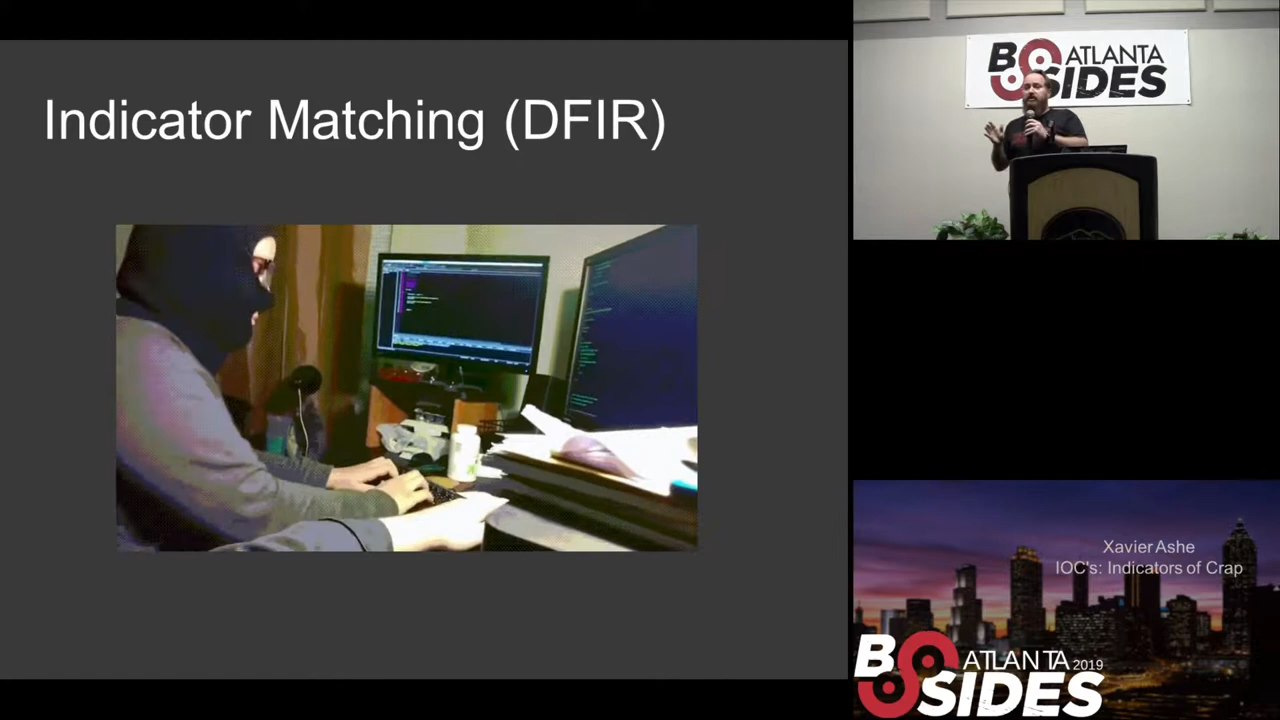 Indicator Matching (DFIR)
BSIDES ATLANTA
Xavier Ashe
IOC's: Indicators of Crap
BSIDES ATLANTA 2019